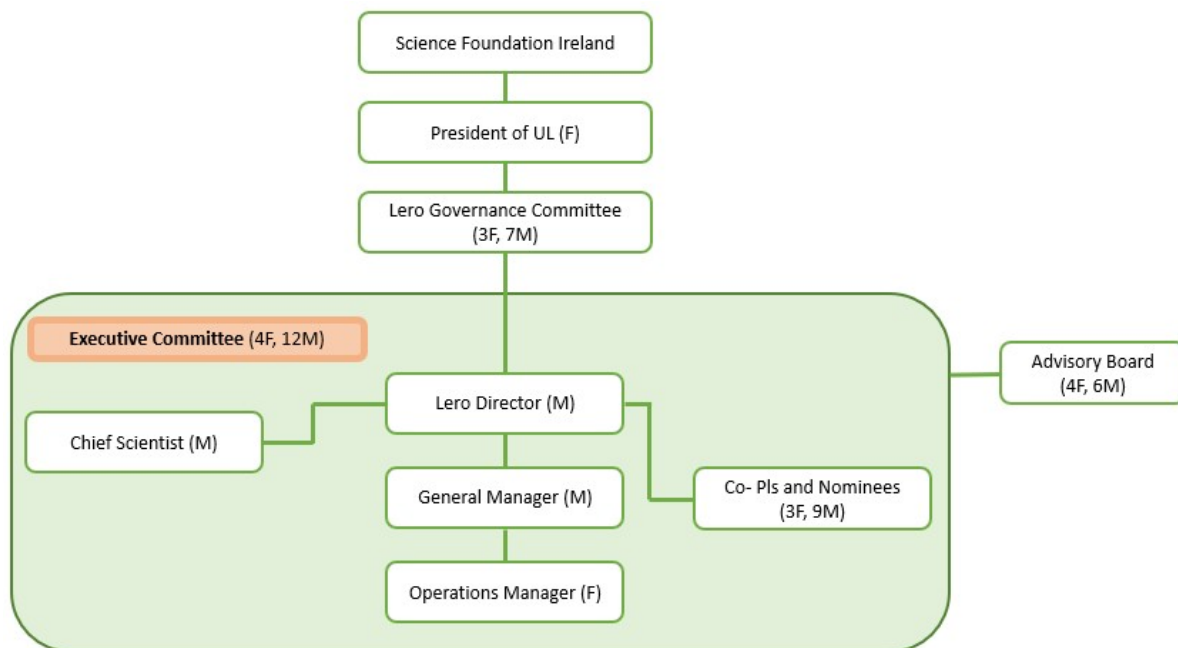 Science Foundation Ireland
President of UL (F)
Lero Governance Committee
(3F, 7M)
Executive Committee (4F, 12M)
Advisory Board
(4F, 6M)
Lero Director (M)
Chief Scientist (M)
General Manager (M)
Co- PIs and Nominees
(3F, 9M)
Operations Manager (F)